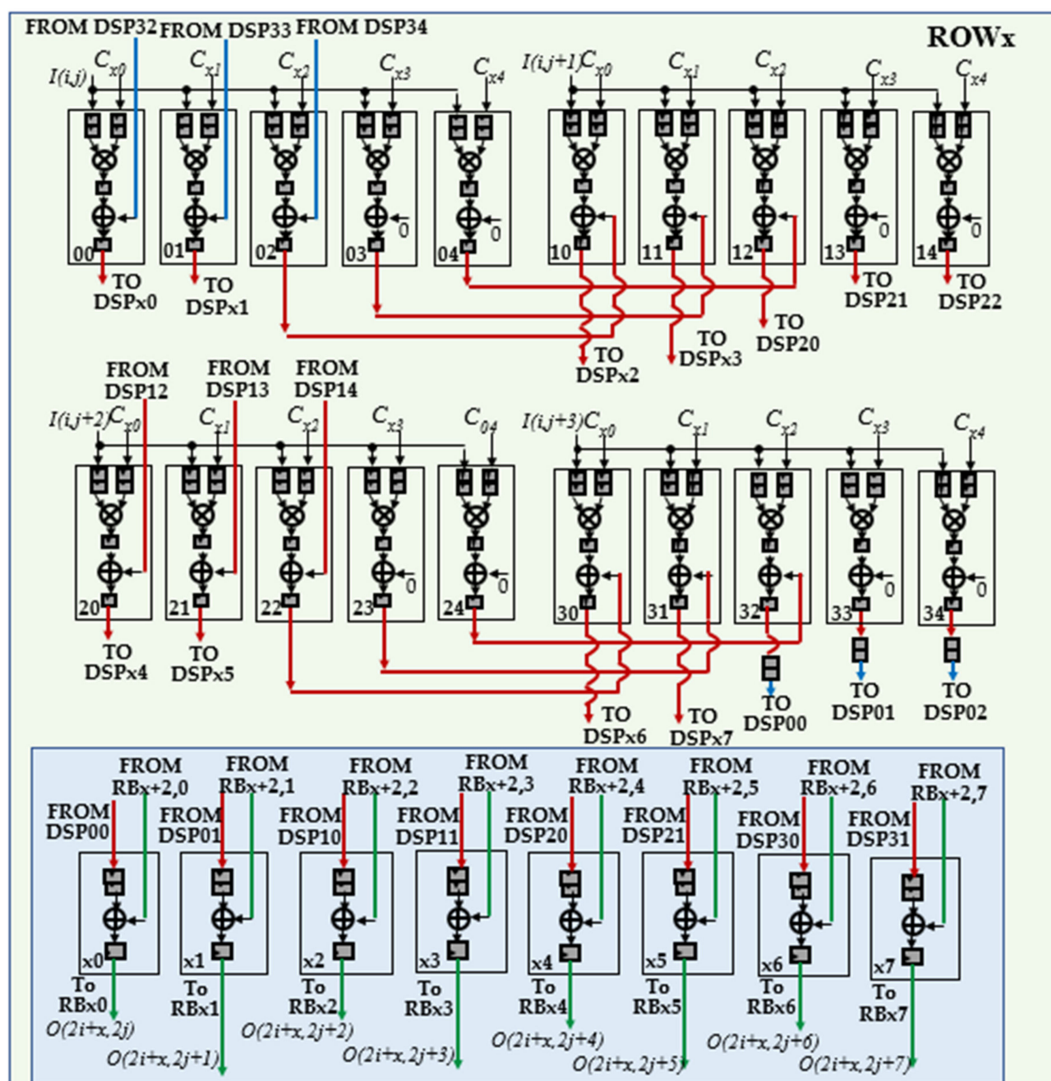 FROM DSP32 FROM DSP33 FROM DSP34
ROWx
I(i,j) Cx0 Cx1 Cx2 Cx3 Cx4 I(i,j+1) Cx0 Cx1 Cx2 Cx3 Cx4
0 0 0 0
00 01 02 03 04 10 11 12 13 14
TO DSPx0
TO DSPx1
TO DSPx2
TO DSPx3
TO DSP20
TO DSP21
TO DSP22
FROM DSP12
FROM DSP13
FROM DSP14
I(i,j+2) Cx0 Cx1 Cx2 Cx3 C04 I(i,j+3) Cx0 Cx1 Cx2 Cx3 Cx4
0 0 0 0
20 21 22 23 24 30 31 32 33 34
TO DSPx4
TO DSPx5
TO DSPx6
TO DSPx7
TO DSP00
TO DSP01
TO DSP02
FROM RBx+2,0
FROM RBx+2,1
FROM RBx+2,2
FROM RBx+2,3
FROM RBx+2,4
FROM RBx+2,5
FROM RBx+2,6
FROM RBx+2,7
FROM DSP00
FROM DSP01
FROM DSP10
FROM DSP11
FROM DSP20
FROM DSP21
FROM DSP30
FROM DSP31
x0 x1 x2 x3 x4 x5 x6 x7
To RBx0
To RBx1
To RBx2
To RBx3
To RBx4
To RBx5
To RBx6
To RBx7
O(2i+x,2j)
O(2i+x,2j+1)
O(2i+x,2j+2)
O(2i+x,2j+3)
O(2i+x,2j+4)
O(2i+x,2j+5)
O(2i+x,2j+6)
O(2i+x,2j+7)